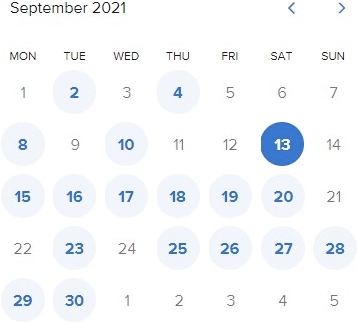 September 2021
MON TUE WED THU FRI SAT SUN
1 2 3 4 5 6 7
8 9 10 11 12 13 14
15 16 17 18 19 20 21
22 23 24 25 26 27 28
29 30 1 2 3 4 5